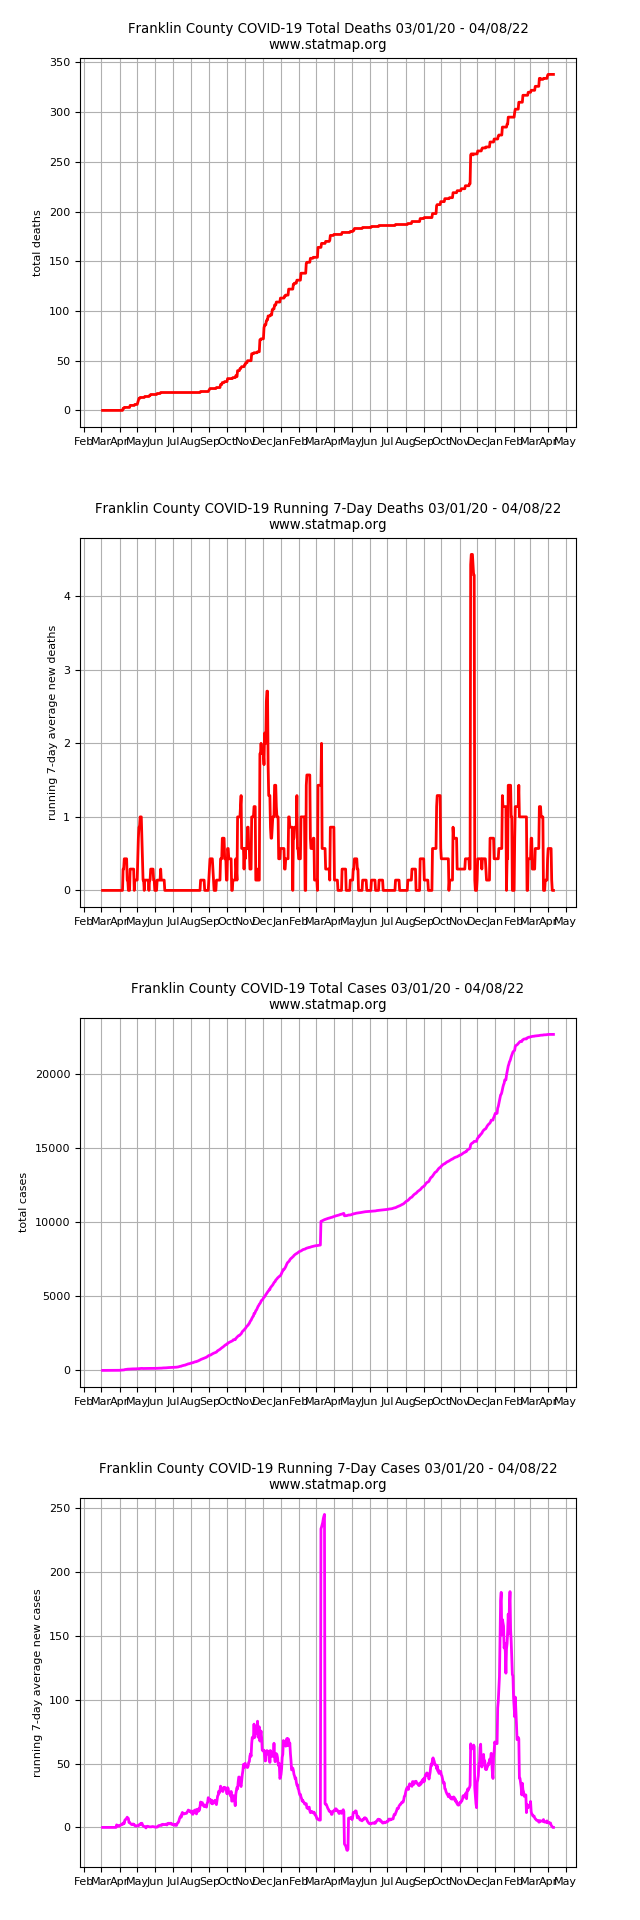 Franklin County COVID-19 Total Deaths 03/01/20 - 04/08/22
www.statmap.org
350
300
250
200
150
100
50
0
total deaths
Feb Mar Apr May Jun Jul Aug Sep Oct Nov Dec Jan Feb Mar Apr May Jun Jul Aug Sep Oct Nov Dec Jan Feb Mar Apr May
Franklin County COVID-19 Running 7-Day Deaths 03/01/20 - 04/08/22
www.statmap.org
4
3
2
1
0
running 7-day average new deaths
Feb Mar Apr May Jun Jul Aug Sep Oct Nov Dec Jan Feb Mar Apr May Jun Jul Aug Sep Oct Nov Dec Jan Feb Mar Apr May
Franklin County COVID-19 Total Cases 03/01/20 - 04/08/22
www.statmap.org
20000
15000
10000
5000
0
total cases
Feb Mar Apr May Jun Jul Aug Sep Oct Nov Dec Jan Feb Mar Apr May Jun Jul Aug Sep Oct Nov Dec Jan Feb Mar Apr May
Franklin County COVID-19 Running 7-Day Cases 03/01/20 - 04/08/22
www.statmap.org
250
200
150
100
50
0
running 7-day average new cases
Feb Mar Apr May Jun Jul Aug Sep Oct Nov Dec Jan Feb Mar Apr May Jun Jul Aug Sep Oct Nov Dec Jan Feb Mar Apr May